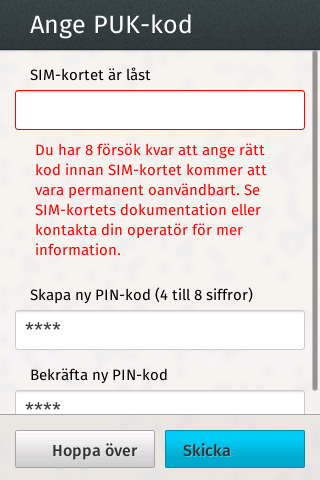 Ange PUK-kod
SIM-kortet är låst
Du har 8 försök kvar att ange rätt
kod innan SIM-kortet kommer att
vara permanent oanvändbart. Se
SIM-kortets dokumentation eller
kontakta din operatör för mer
information.
Skapa ny PIN-kod (4 till 8 siffror)
****
Bekräfta ny PIN-kod
****
Hoppa över
Skicka